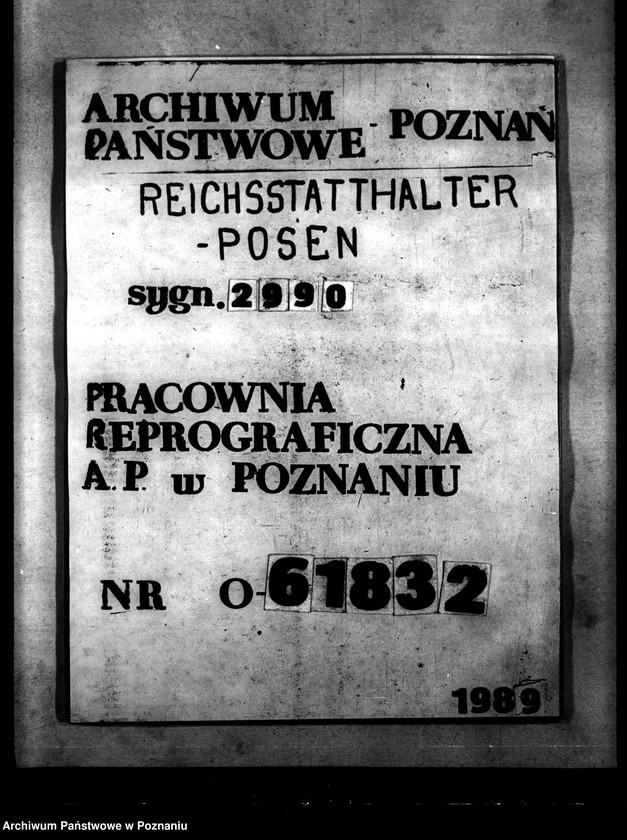 ARCHIWUM
PAŃSTWOWE - POZNAŃ
REICHSSTATTHALTER
-POSEN
sygn. 2990
PRACOWNIA
REPROGRAFICZNA
A.P. w POZNANIU
NR O-61832
1989
Archiwum Państwowe w Poznaniu